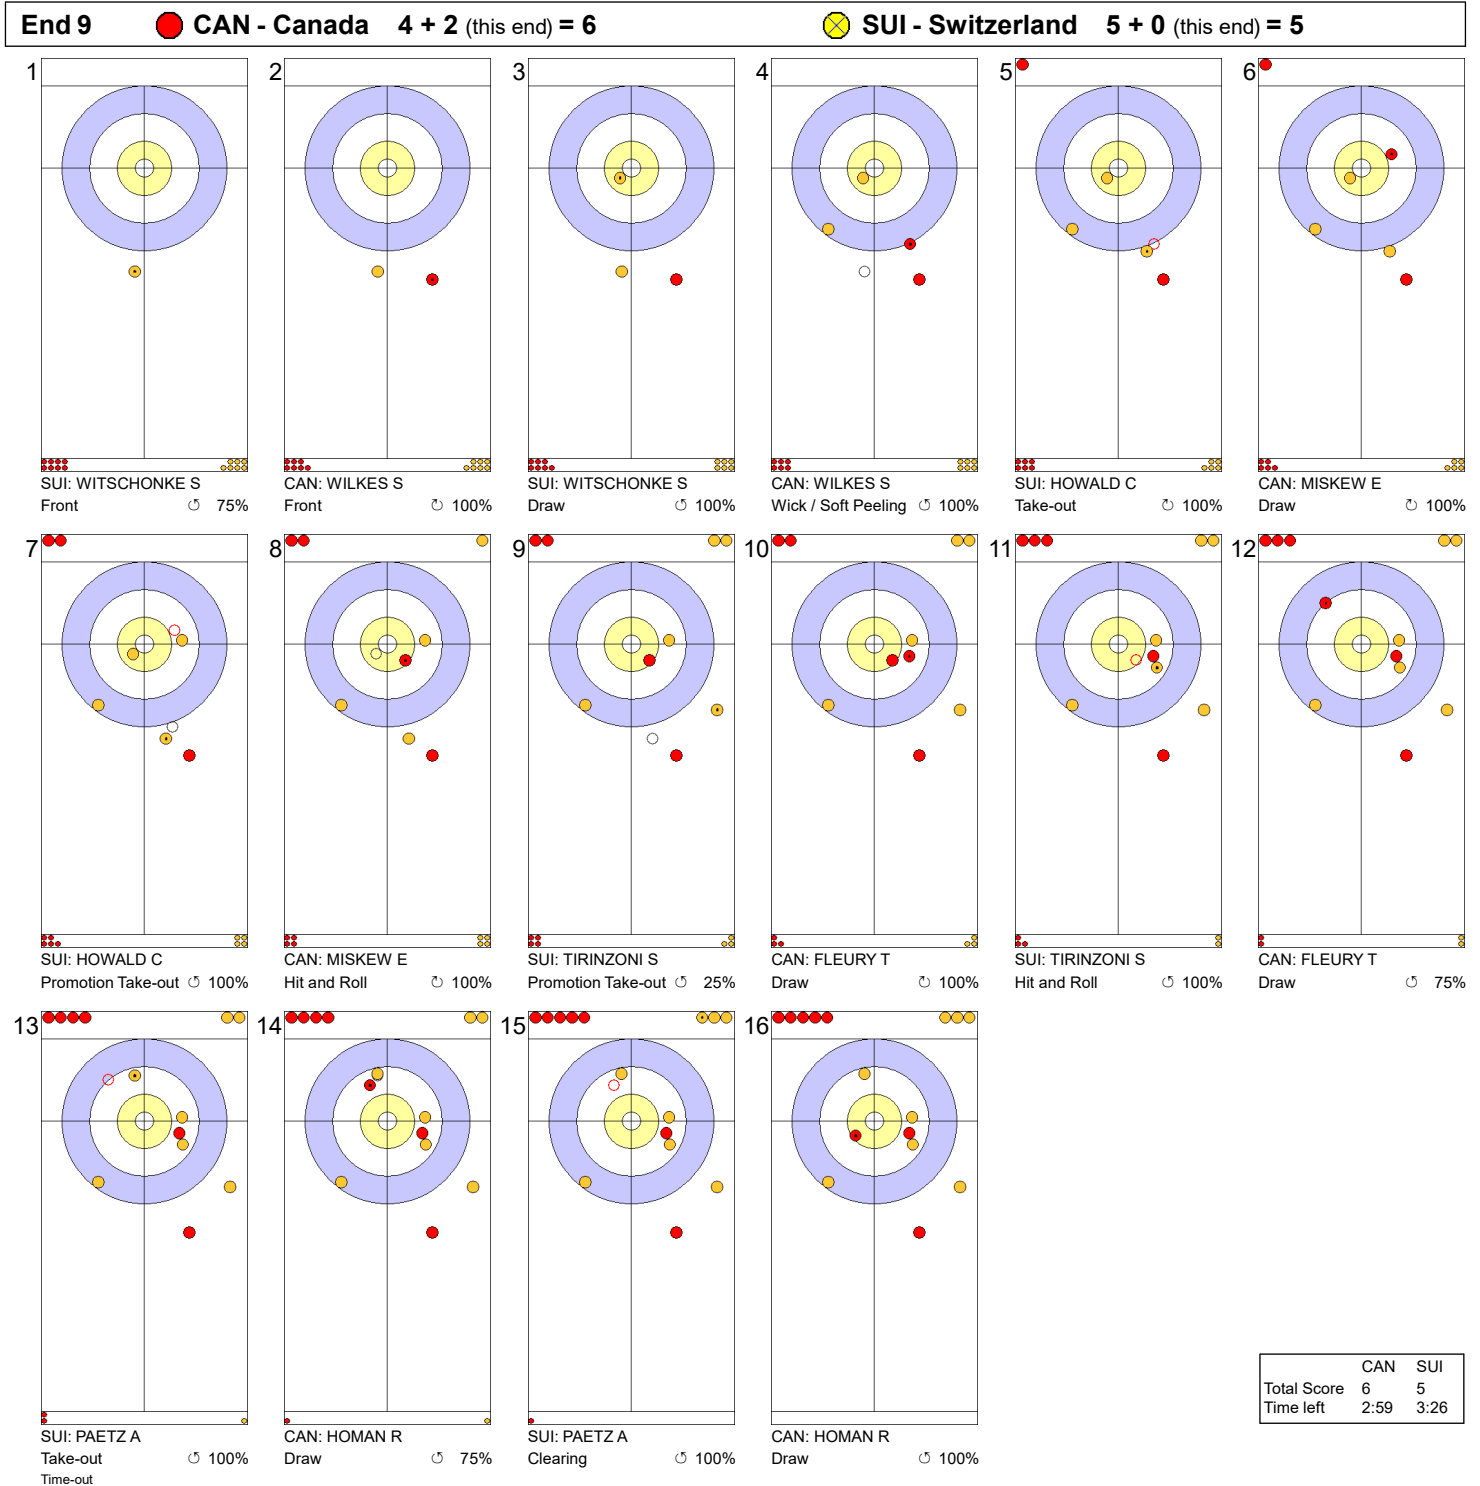 End 9 CAN - Canada 4 + 2 (this end) = 6 SUI - Switzerland 5 + 0 (this end) = 5
1 2 3 4 5 6
SUI: WITSCHONKE S CAN: WILKES S SUI: WITSCHONKE S CAN: WILKES S SUI: HOWALD C CAN: MISKEW E
Front 75% Front 100% Draw 100% Wick / Soft Peeling 100% Take-out 100% Draw 100%
7 8 9 10 11 12
SUI: HOWALD C CAN: MISKEW E SUI: TIRINZONI S CAN: FLEURY T SUI: TIRINZONI S CAN: FLEURY T
Promotion Take-out 100% Hit and Roll 100% Promotion Take-out 25% Draw 100% Hit and Roll 100% Draw 75%
13 14 15 16
SUI: PAETZ A CAN: HOMAN R SUI: PAETZ A CAN: HOMAN R
Take-out 100% Draw 75% Clearing 100% Draw 100%
Time-out
CAN SUI
Total Score 6 5
Time left 2:59 3:26